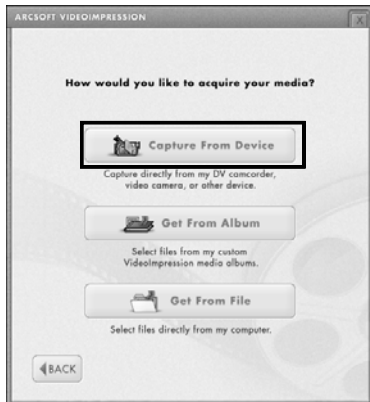 ARCSOFT VIDEOIMPRESSION
X
How would you like to acquire your media?
Capture From Device
Capture directly from my DV camcorder,
video camera, or other device.
Get From Album
Select files from my custom
VideoImpression media albums.
Get From File
Select files directly from my computer.
BACK